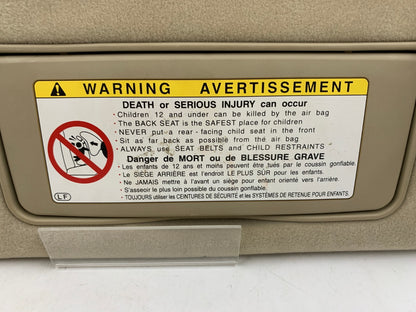 WARNING AVERTISSEMENT
DEATH or SERIOUS INJURY can occur
· Children 12 and under can be killed by the air bag
· The BACK SEAT is the SAFEST place for children
· NEVER put a rear-facing child seat in the front
· Sit as far back as possible from the air bag
· ALWAYS use SEAT BELTS and CHILD RESTRAINTS
Danger de MORT ou de BLESSURE GRAVE
· Les enfants de 12 ans et moins peuvent être tués par le coussin gonflable.
· Le SIÈGE ARRIÈRE est l'endroit LE PLUS SÛR pour les enfants.
· Ne JAMAIS mettre à l'avant un siège pour enfant orienté vers l'arrière.
· S'asseoir le plus loin possible du coussin gonflable.
· TOUJOURS utiliser les CEINTURES DE SÉCURITÉ et les SYSTÈMES DE RETENUE POUR ENFANTS.
LF